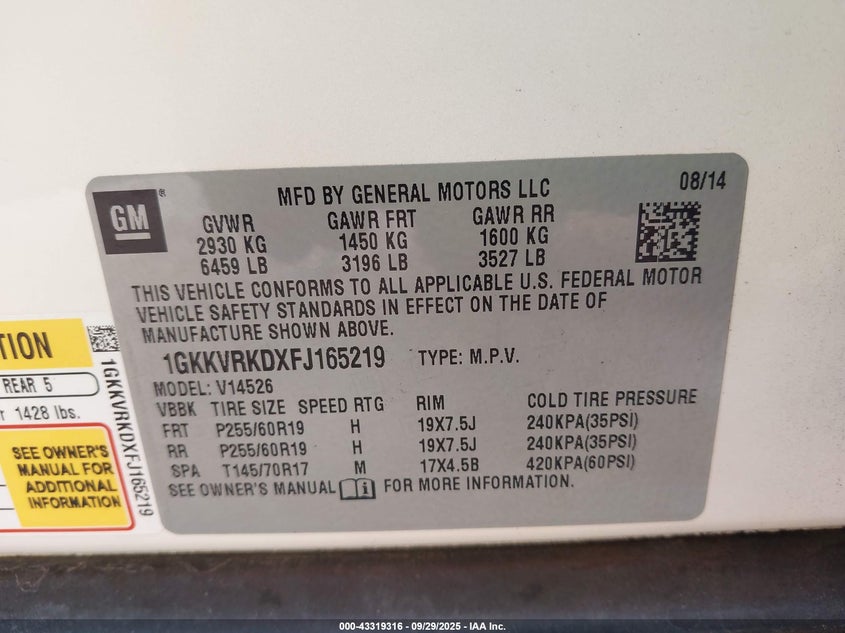 MFD BY GENERAL MOTORS LLC
08/14
GM®
GVWR GAWR FRT GAWR RR
2930 KG 1450 KG 1600 KG
6459 LB 3196 LB 3527 LB
THIS VEHICLE CONFORMS TO ALL APPLICABLE U.S. FEDERAL MOTOR
VEHICLE SAFETY STANDARDS IN EFFECT ON THE DATE OF
MANUFACTURE SHOWN ABOVE.
1GKKVRKDXFJ165219 TYPE: M.P.V.
MODEL: V14526
VBBK TIRE SIZE SPEED RTG RIM COLD TIRE PRESSURE
FRT P255/60R19 H 19X7.5J 240KPA(35PSI)
RR P255/60R19 H 19X7.5J 240KPA(35PSI)
SPA T145/70R17 M 17X4.5B 420KPA(60PSI)
SEE OWNER'S MANUAL FOR MORE INFORMATION.
TION
REAR 5
r 1428 lbs.
SEE OWNER'S
MANUAL FOR
ADDITIONAL
INFORMATION
1GKKVRKDXFJ165219
000-43319316 - 09/29/2025 - IAA Inc.